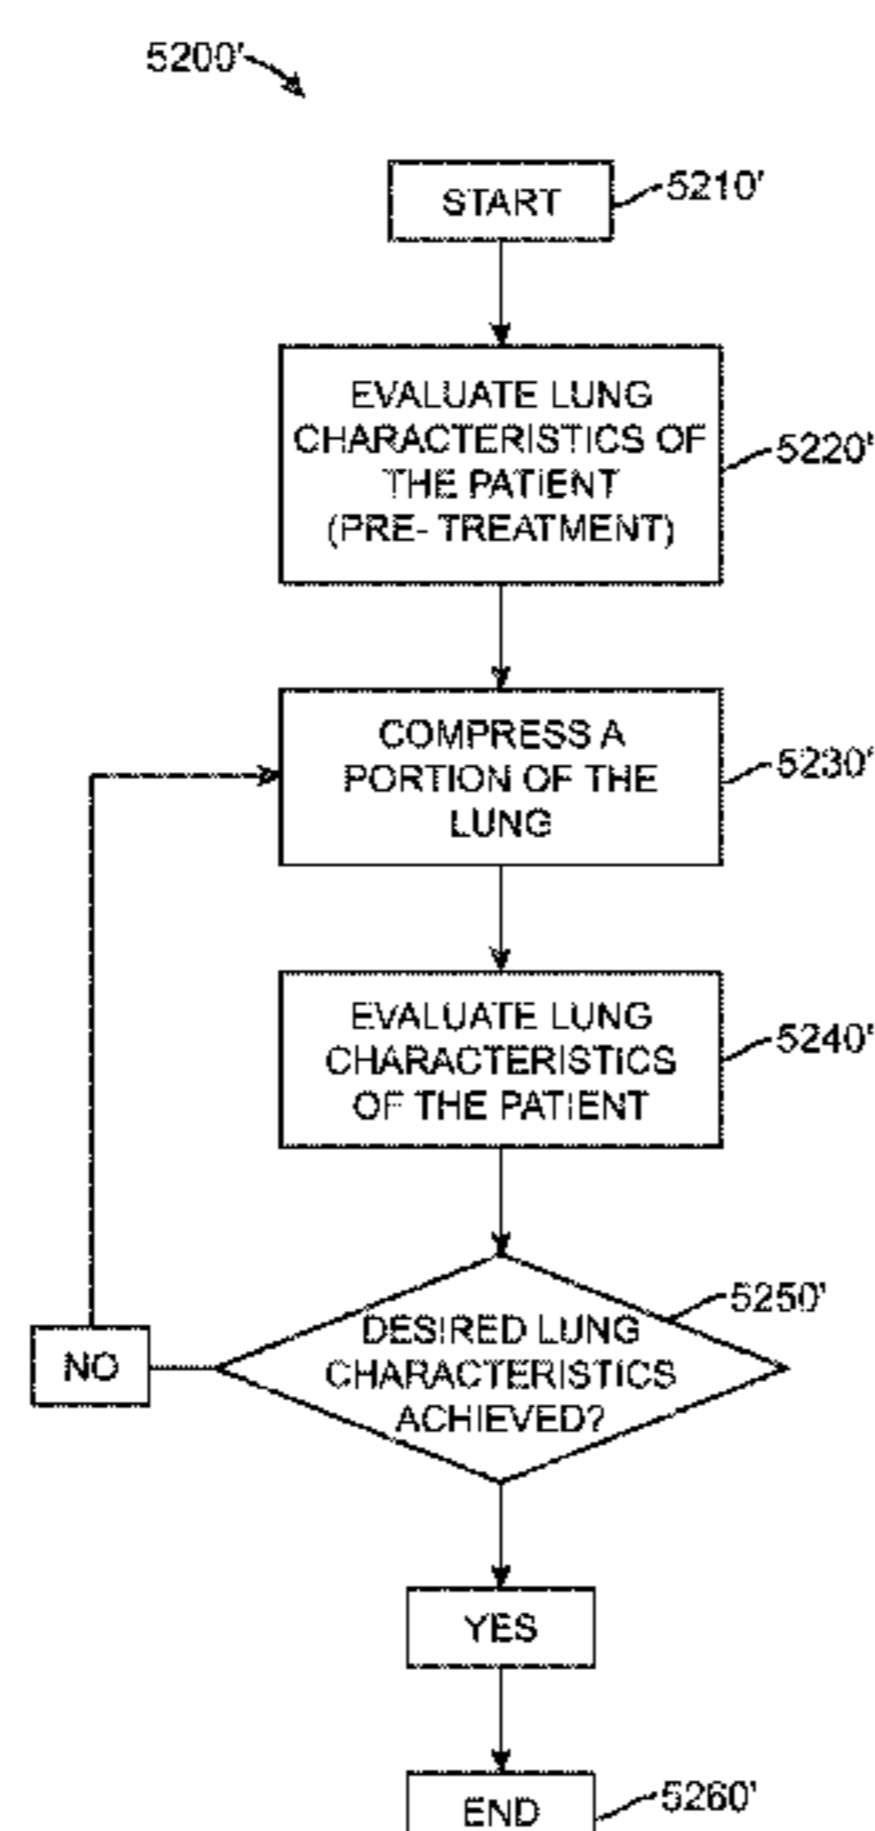 5200'
START
5210'
EVALUATE LUNG
CHARACTERISTICS OF
THE PATIENT
(PRE- TREATMENT)
5220'
COMPRESS A
PORTION OF THE
LUNG
5230'
EVALUATE LUNG
CHARACTERISTICS
OF THE PATIENT
5240'
DESIRED LUNG
CHARACTERISTICS
ACHIEVED?
5250'
NO
YES
END
5260'